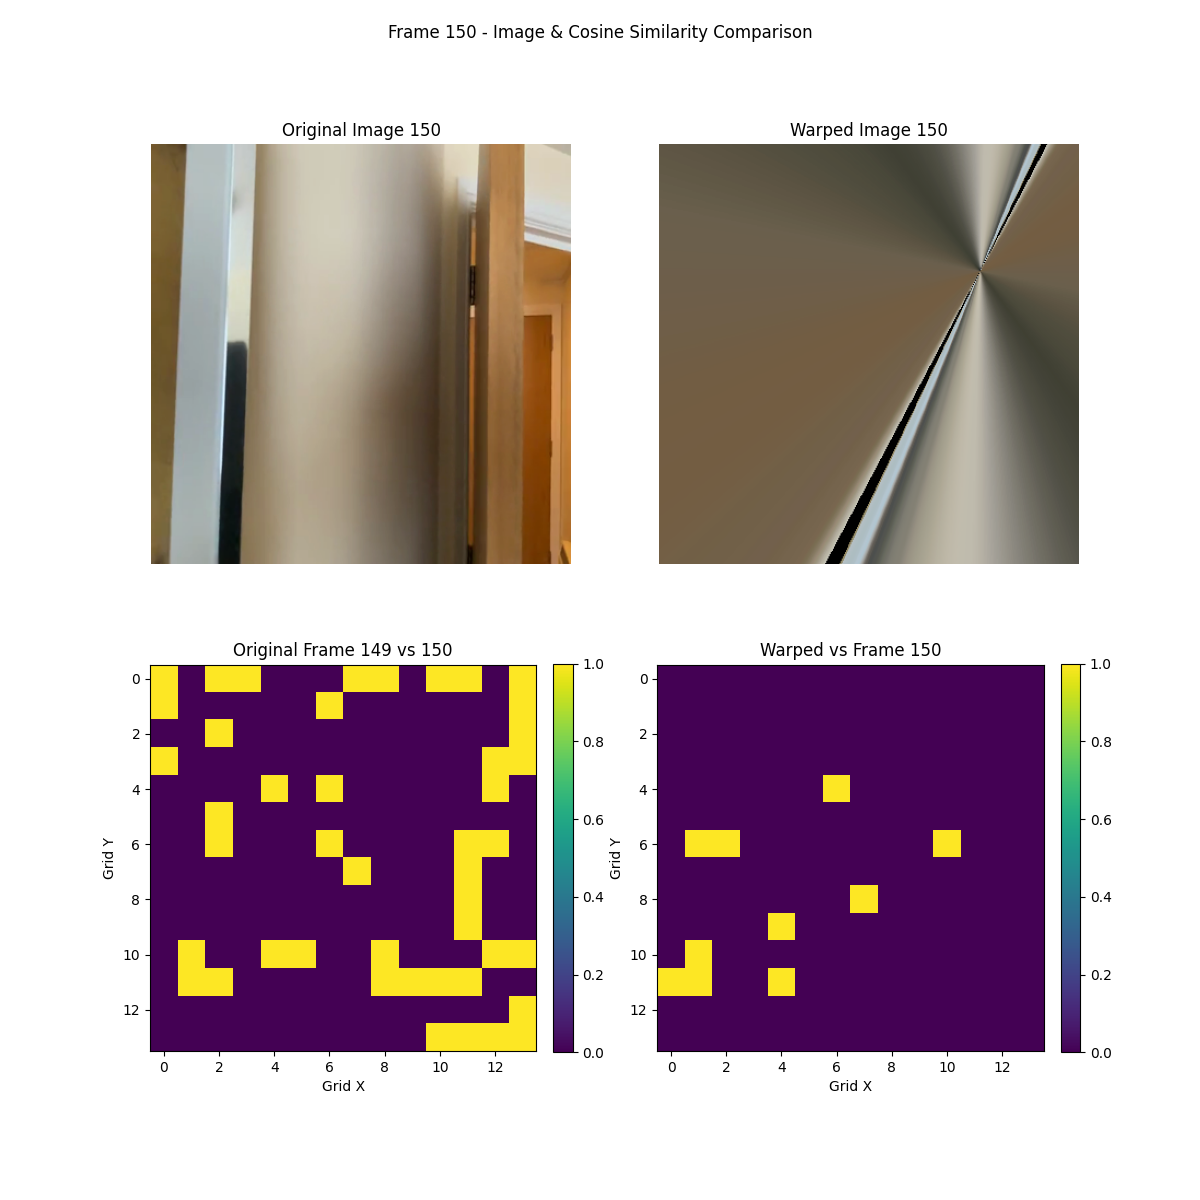 Frame 150 - Image & Cosine Similarity Comparison
Original Image 150
Warped Image 150
Original Frame 149 vs 150
Warped vs Frame 150
0
2
4
6
8
10
12
Grid Y
0 2 4 6 8 10 12
Grid X
1.0
0.8
0.6
0.4
0.2
0.0
0
2
4
6
8
10
12
Grid Y
0 2 4 6 8 10 12
Grid X
1.0
0.8
0.6
0.4
0.2
0.0